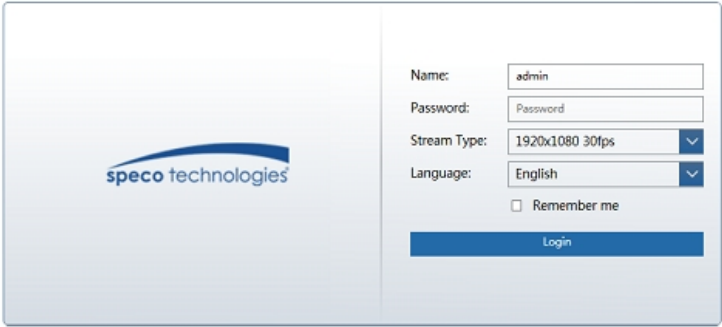 speco technologies
Name: admin
Password: Password
Stream Type: 1920x1080 30fps
Language: English
Remember me
Login